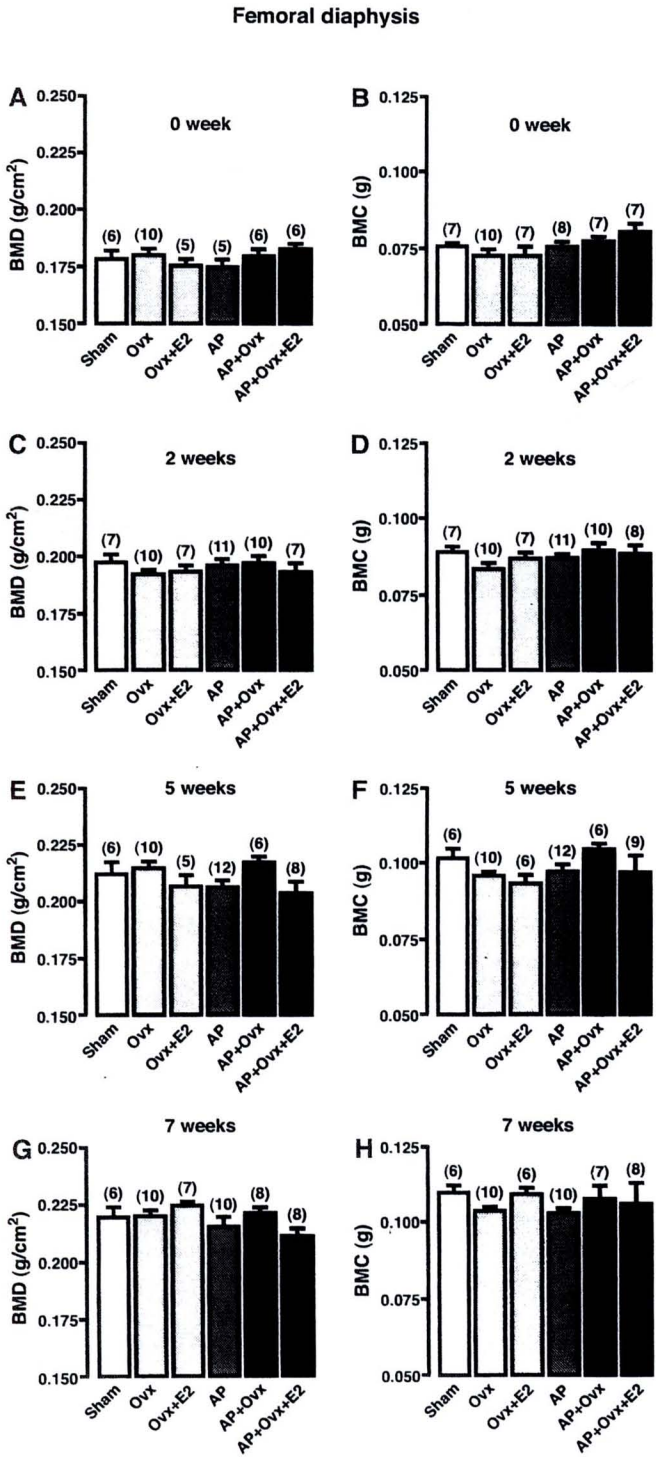 Femoral diaphysis
A
0 week
BMD (g/cm²)
0.250
0.225
0.200
0.175
0.150
(6) (10) (5) (5) (6) (6)
Sham Ovx Ovx+E2 AP AP+Ovx AP+Ovx+E2
B
0 week
BMC (g)
0.125
0.100
0.075
0.050
(7) (10) (7) (8) (7) (7)
Sham Ovx Ovx+E2 AP AP+Ovx AP+Ovx+E2
C
2 weeks
BMD (g/cm²)
0.250
0.225
0.200
0.175
0.150
(7) (10) (7) (11) (10) (7)
Sham Ovx Ovx+E2 AP AP+Ovx AP+Ovx+E2
D
2 weeks
BMC (g)
0.125
0.100
0.075
0.050
(7) (10) (7) (11) (10) (8)
Sham Ovx Ovx+E2 AP AP+Ovx AP+Ovx+E2
E
5 weeks
BMD (g/cm²)
0.250
0.225
0.200
0.175
0.150
(6) (10) (5) (12) (6) (8)
Sham Ovx Ovx+E2 AP AP+Ovx AP+Ovx+E2
F
5 weeks
BMC (g)
0.125
0.100
0.075
0.050
(6) (10) (6) (12) (6) (9)
Sham Ovx Ovx+E2 AP AP+Ovx AP+Ovx+E2
G
7 weeks
BMD (g/cm²)
0.250
0.225
0.200
0.175
0.150
(6) (10) (7) (10) (8) (8)
Sham Ovx Ovx+E2 AP AP+Ovx AP+Ovx+E2
H
7 weeks
BMC (g)
0.125
0.100
0.075
0.050
(6) (10) (6) (10) (7) (8)
Sham Ovx Ovx+E2 AP AP+Ovx AP+Ovx+E2